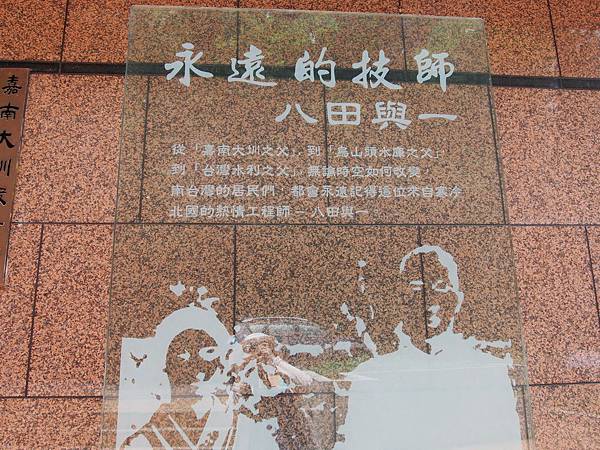 永遠的技師
八田與一
從「嘉南大圳之父」到「烏山頭水庫之父」
到「台灣水利之父」無論時空如何改變,
南台灣的居民們,都會永遠記得這位來自寒冷
北國的熱情工程師－八田與一。
嘉南大圳